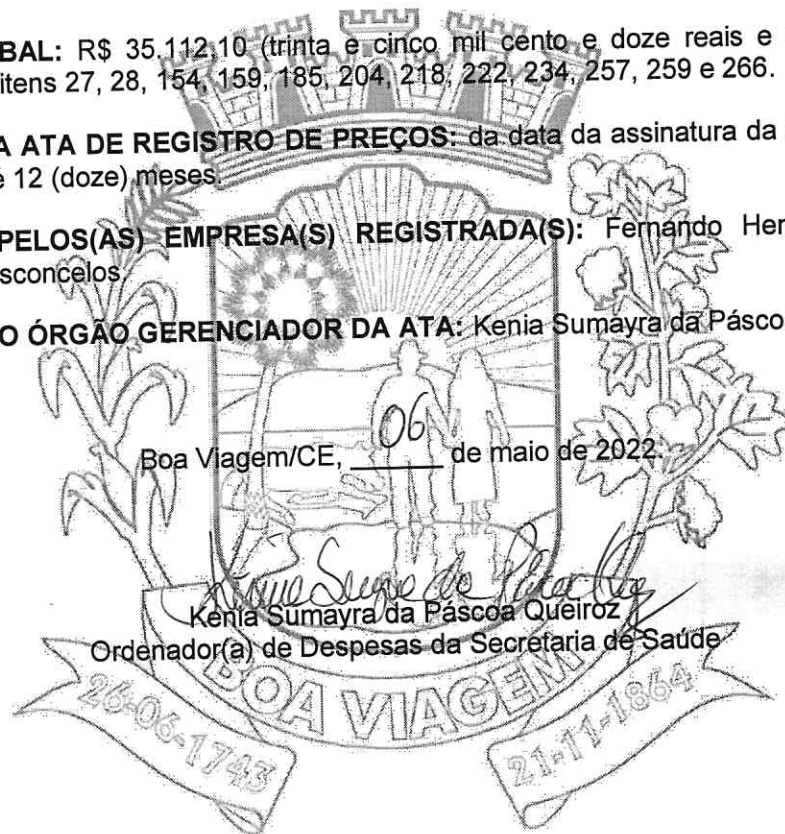 BAL: R$ 35.112,10 (trinta e cinco mil cento e doze reais e
itens 27, 28, 154, 159, 185, 204, 218, 222, 234, 257, 259 e 266.
A ATA DE REGISTRO DE PREÇOS: da data da assinatura da
é 12 (doze) meses.
PELOS(AS) EMPRESA(S) REGISTRADA(S): Fernando Her
sconcelos.
O ÓRGÃO GERENCIADOR DA ATA: Kenia Sumayra da Pásco
Boa Viagem/CE, 06 de maio de 2022.
Kenia Sumayra da Páscoa Queiroz
Ordenador(a) de Despesas da Secretaria de Saúde
BOA VIAGEM
26-06-1743
21-11-1864